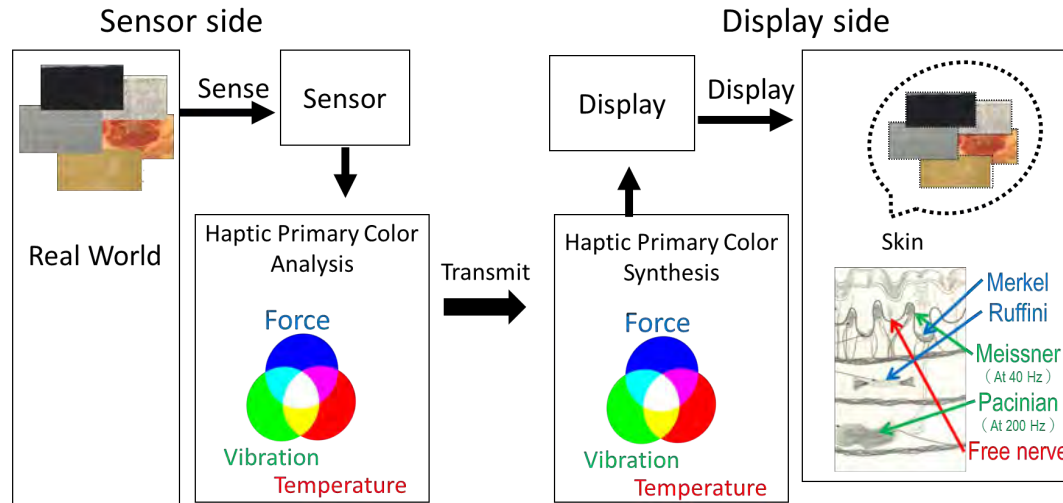 Sensor side
Display side
Real World
Sense
Sensor
Haptic Primary Color
Analysis
Force
Vibration
Temperature
Transmit
Display
Display
Haptic Primary Color
Synthesis
Force
Vibration
Temperature
Skin
Merkel
Ruffini
Meissner
( At 40 Hz )
Pacinian
( At 200 Hz )
Free nerve